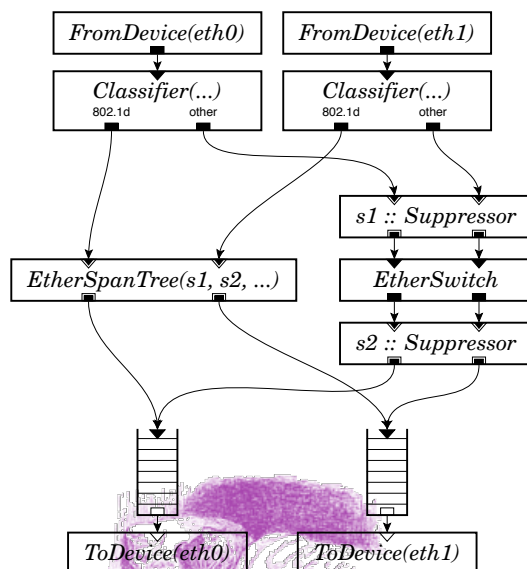 FromDevice(eth0) FromDevice(eth1)
Classifier(...) Classifier(...)
802.1d other 802.1d other
s1 :: Suppressor
EtherSpanTree(s1, s2, ...) EtherSwitch
s2 :: Suppressor
ToDevice(eth0) ToDevice(eth1)